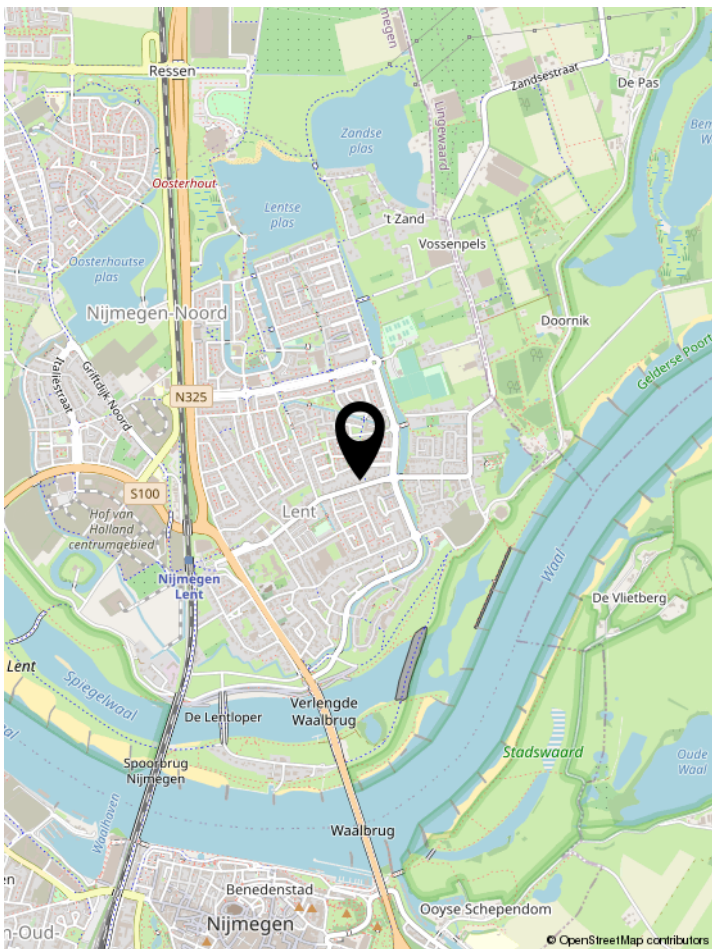 megen
Ressen
Zandsestraat
De Pas
Lingewaard
Zandse
plas
Oosterhout-
Lentse
plas
't Zand
Vossenpels
Oosterhoutse
plas
Nijmegen-Noord
Doornik
Gelderse Poort
Italiëstraat
Griftdijk Noord
N325
S100
Lent
Hof van
Holland
centrumgebied
Nijmegen
Lent
Waal
De Vlietberg
Lent
Spiegelwaal
De Lentloper
Verlengde
Waalbrug
Stadswaard
Oude
Waal
Spoorbrug
Nijmegen
Waalhaven
Waalbrug
Benedenstad
Nijmegen
Ooyse Schependom
n-Oud-
© OpenStreetMap contributors